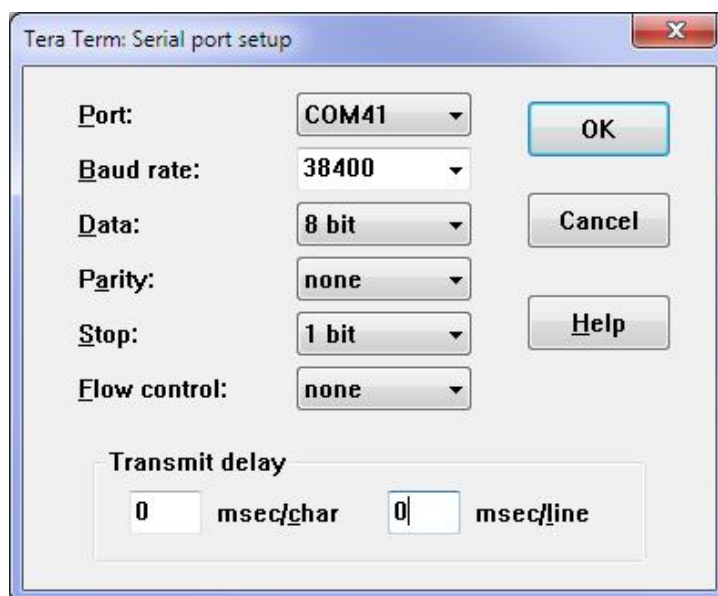 Tera Term: Serial port setup
Port: COM41 OK
Baud rate: 38400
Data: 8 bit Cancel
Parity: none
Stop: 1 bit Help
Flow control: none
Transmit delay
0 msec/char 0 msec/line